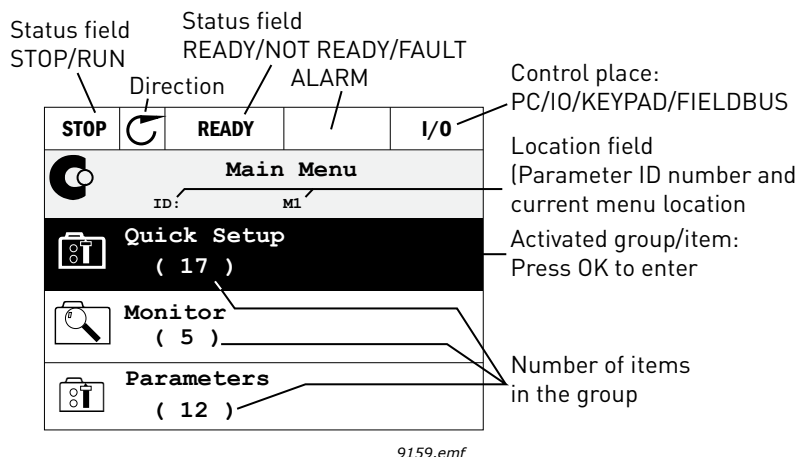 Status field
STOP/RUN
Direction
Status field
READY/NOT READY/FAULT
ALARM
Control place:
PC/IO/KEYPAD/FIELDBUS
STOP READY I/O
Main Menu
ID: M1
Location field
(Parameter ID number and
current menu location
Quick Setup
( 17 )
Activated group/item:
Press OK to enter
Monitor
( 5 )
Parameters
( 12 )
Number of items
in the group
9159.emf